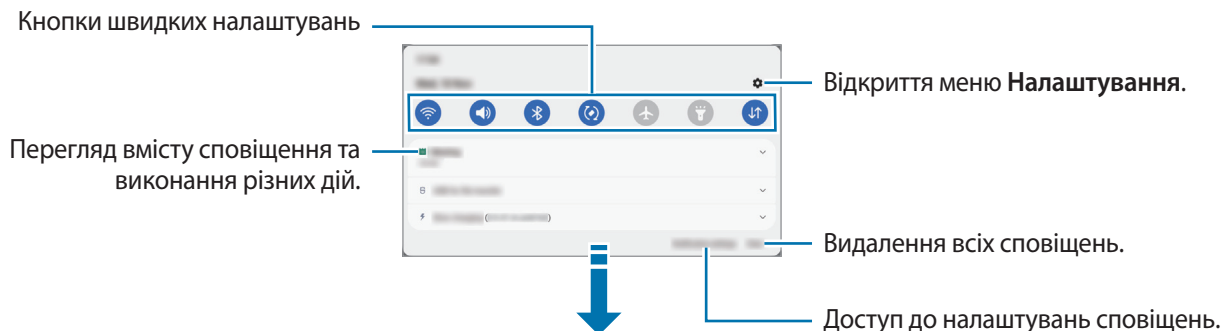 Кнопки швидких налаштувань
Відкриття меню Налаштування.
Перегляд вмісту сповіщення та
виконання різних дій.
Видалення всіх сповіщень.
Доступ до налаштувань сповіщень.